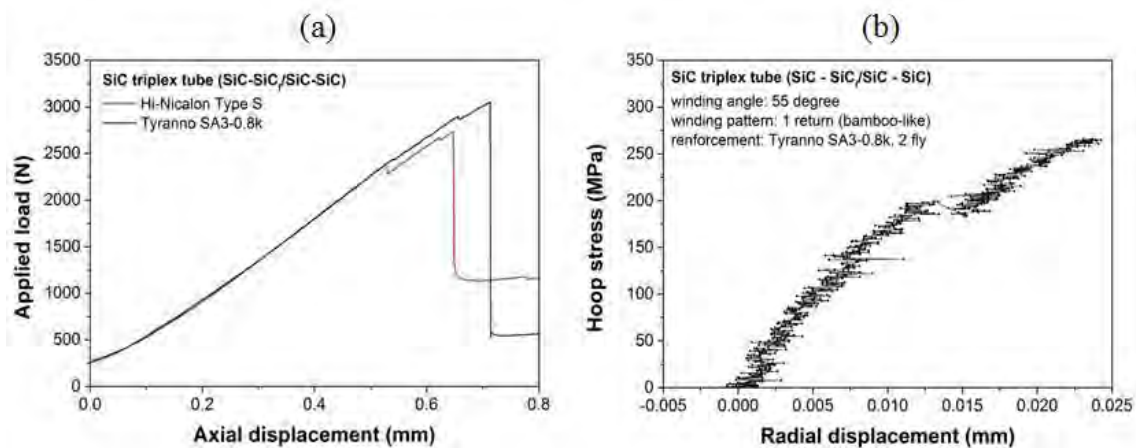 (a)
3500
3000
2500
2000
1500
1000
500
0
Applied load (N)
SiC triplex tube (SiC-SiCf/SiC-SiC)
Hi-Nicalon Type S
Tyranno SA3-0.8k
0.0 0.2 0.4 0.6 0.8
Axial displacement (mm)
(b)
350
300
250
200
150
100
50
0
Hoop stress (MPa)
SiC triplex tube (SiC - SiCf/SiC - SiC)
winding angle: 55 degree
winding pattern: 1 return (bamboo-like)
renforcement: Tyranno SA3-0.8k, 2 fly
-0.005 0.000 0.005 0.010 0.015 0.020 0.025
Radial displacement (mm)